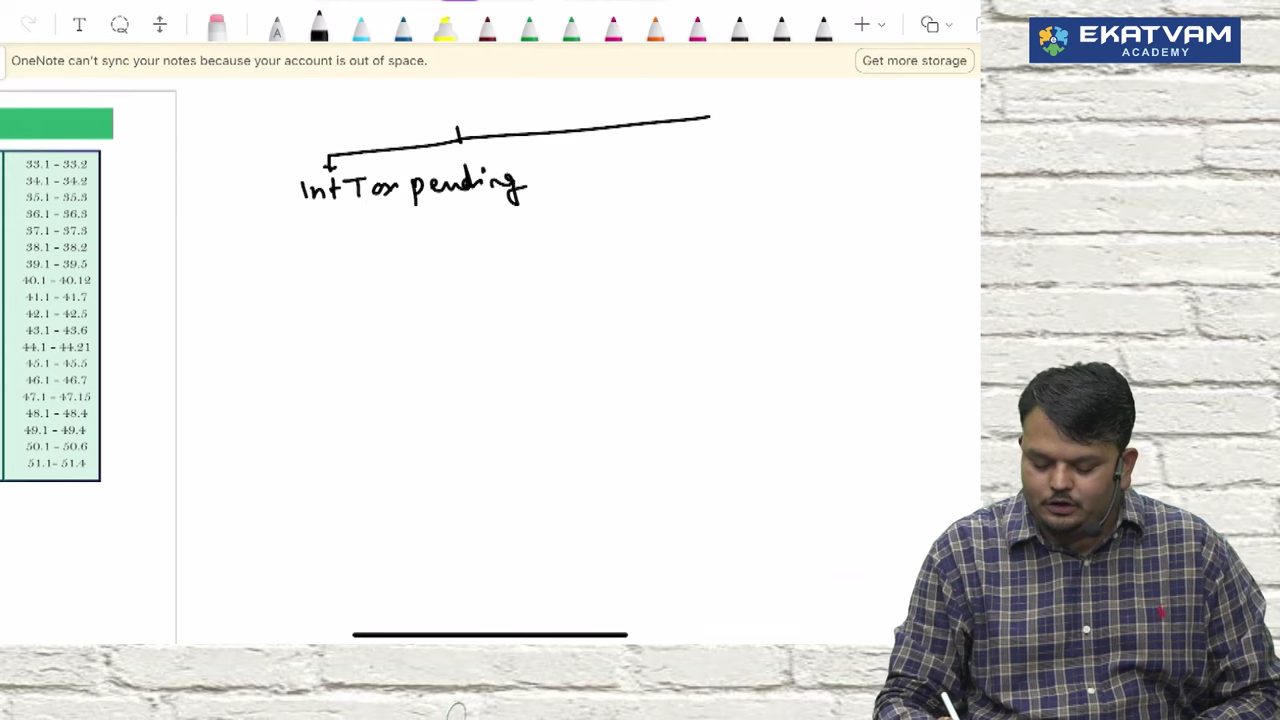 EKATVAM
ACADEMY
T
A
OneNote can't sync your notes because your account is out of space.
Get more storage
Int Tax pending
33.1 - 33.2
34.1 - 34.2
35.1 - 35.3
36.1 - 36.3
37.1 - 37.3
38.1 - 38.2
39.1 - 39.5
40.1 - 40.12
41.1 - 41.7
42.1 - 42.5
43.1 - 43.6
44.1 - 44.21
45.1 - 45.5
46.1 - 46.7
47.1 - 47.15
48.1 - 48.4
49.1 - 49.4
50.1 - 50.6
51.1- 51.4